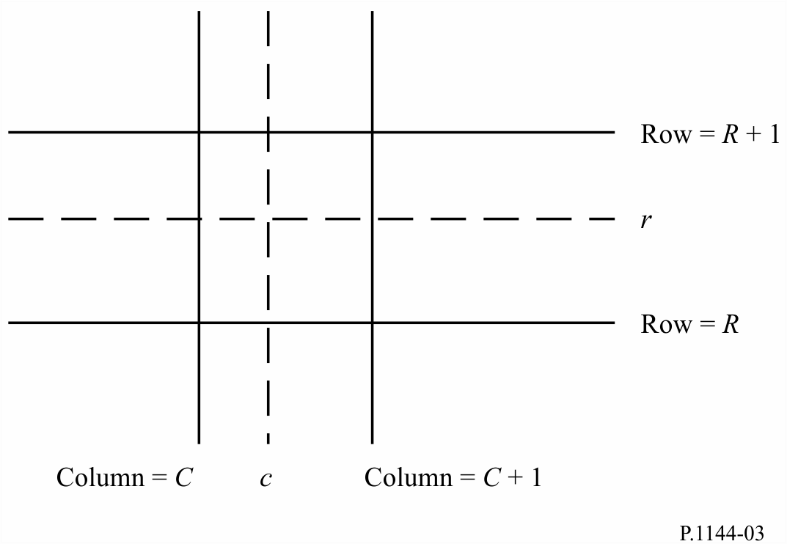 Row = R + 1
r
Row = R
Column = C c Column = C + 1
P.1144-03